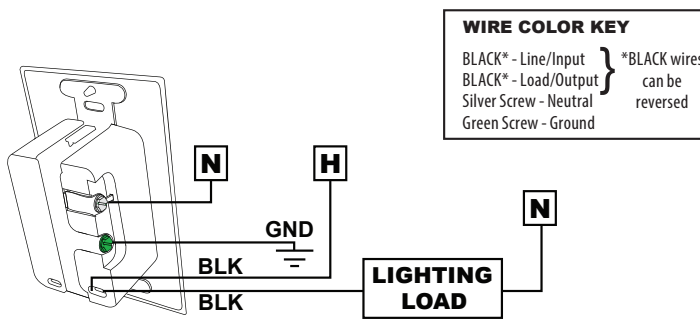 WIRE COLOR KEY
BLACK* - Line/Input
BLACK* - Load/Output
Silver Screw - Neutral
Green Screw - Ground
*BLACK wires
can be
reversed
N
H
N
GND
BLK
BLK
LIGHTING
LOAD